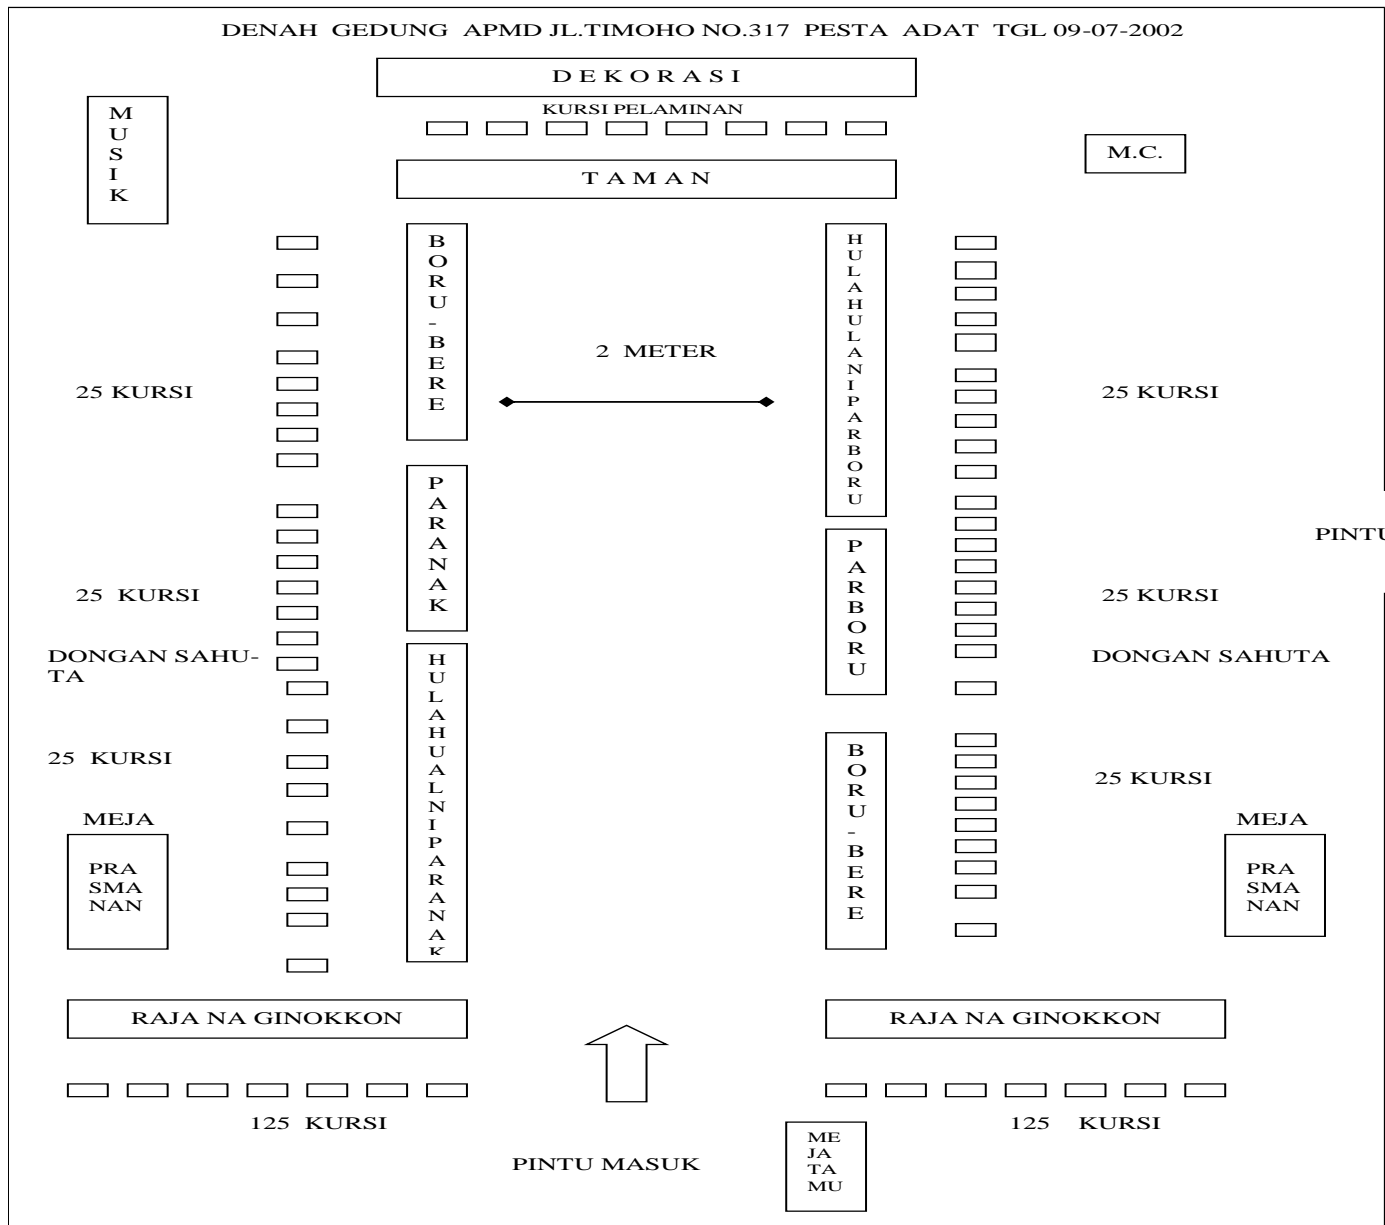 DENAH GEDUNG APMD JL.TIMOHO NO.317 PESTA ADAT TGL 09-07-2002
D E K O R A S I
KURSI PELAMINAN
MUSIK
M.C.
T A M A N
BORU-BERE
HULAHULANIPARBORU
2 METER
25 KURSI
25 KURSI
PARANAK
PARBORU
PINTU
25 KURSI
25 KURSI
DONGAN SAHU-
TA
DONGAN SAHUTA
HULAHUALNIPARANAK
BORU-BERE
25 KURSI
25 KURSI
MEJA
PRA
SMA
NAN
MEJA
PRA
SMA
NAN
RAJA NA GINOKKON
RAJA NA GINOKKON
125 KURSI
125 KURSI
PINTU MASUK
ME
JA
TA
MU